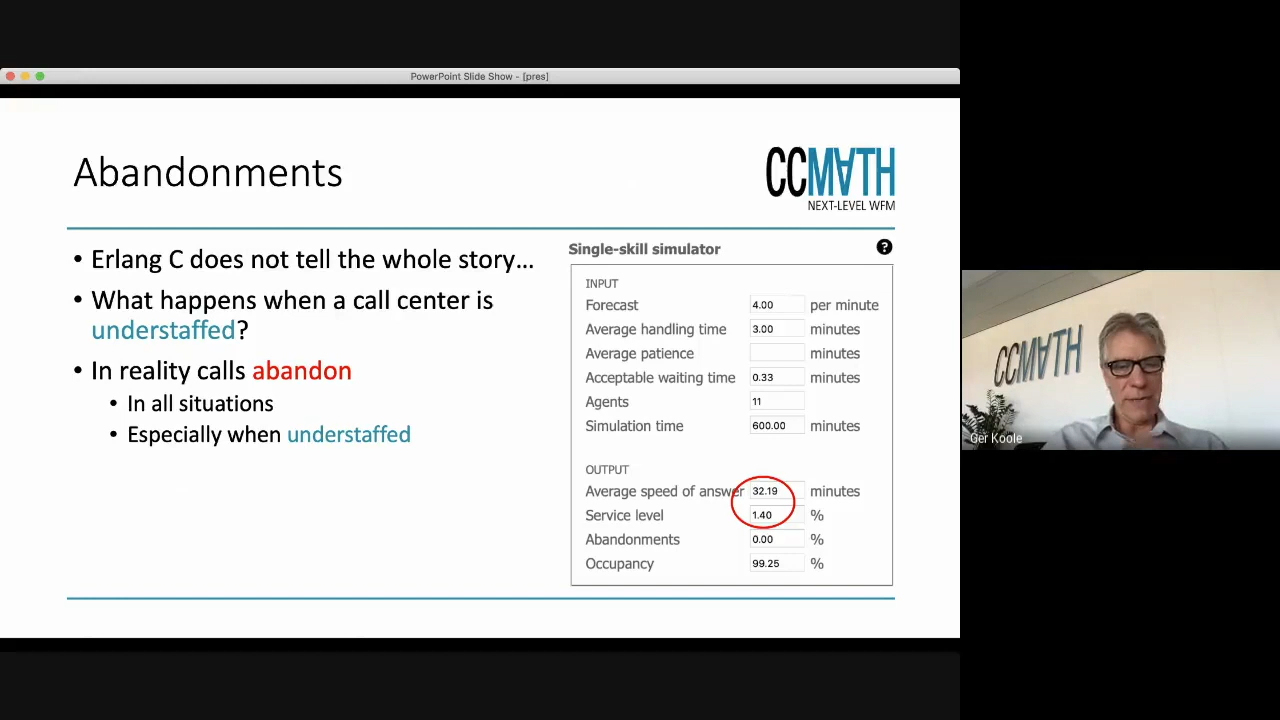 PowerPoint Slide Show - [pres]
Abandonments
CCMATH
NEXT-LEVEL WFM
• Erlang C does not tell the whole story…
• What happens when a call center is
understaffed?
• In reality calls abandon
• In all situations
• Especially when understaffed
Single-skill simulator
?
INPUT
Forecast 4.00 per minute
Average handling time 3.00 minutes
Average patience minutes
Acceptable waiting time 0.33 minutes
Agents 11
Simulation time 600.00 minutes
OUTPUT
Average speed of answer 32.19 minutes
Service level 1.40 %
Abandonments 0.00 %
Occupancy 99.25 %
CCMATH
Ger Koole